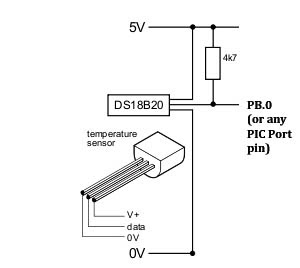 5V
4k7
DS18B20
PB.0
(or any
PIC Port
pin)
temperature
sensor
V+
data
0V
0V